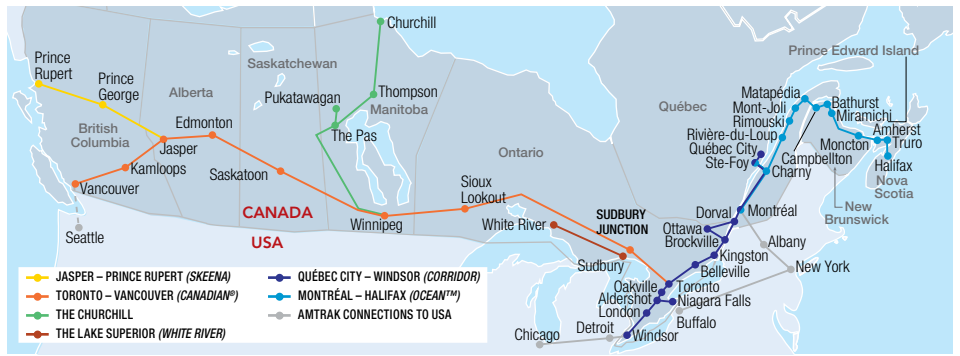 Churchill
Prince Edward Island
Prince
Rupert
Prince
George
Saskatchewan
Alberta
Pukatawagan
Thompson
Manitoba
Québec
Matapédia
Mont-Joli
Rimouski
Rivière-du-Loup
Québec City
Ste-Foy
Bathurst
Miramichi
Amherst
Truro
Moncton
Halifax
Nova
Scotia
Campbellton
Charny
New
Brunswick
British
Columbia
Edmonton
Jasper
Kamloops
Vancouver
Seattle
Saskatoon
The Pas
Ontario
Sioux
Lookout
Winnipeg
CANADA
USA
White River
SUDBURY
JUNCTION
Sudbury
Dorval
Montréal
Ottawa
Brockville
Albany
Kingston
Belleville
New York
Oakville
Toronto
Aldershot
Niagara Falls
London
Buffalo
Detroit
Windsor
Chicago
JASPER – PRINCE RUPERT (SKEENA)
TORONTO – VANCOUVER (CANADIAN®)
THE CHURCHILL
THE LAKE SUPERIOR (WHITE RIVER)
QUÉBEC CITY – WINDSOR (CORRIDOR)
MONTRÉAL – HALIFAX (OCEAN™)
AMTRAK CONNECTIONS TO USA